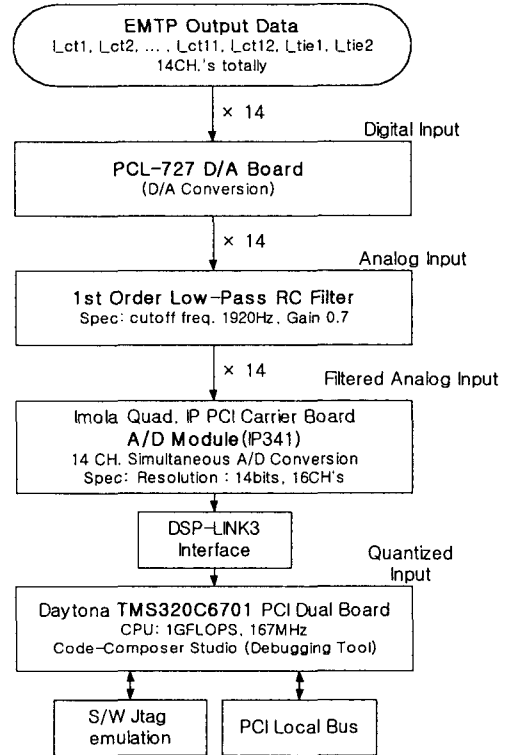 EMTP Output Data
I_ct1, I_ct2, ... , I_ct11, I_ct12, I_tie1, I_tie2
14CH.'s totally
× 14
Digital Input
PCL-727 D/A Board
(D/A Conversion)
× 14
Analog Input
1st Order Low-Pass RC Filter
Spec: cutoff freq. 1920Hz, Gain 0.7
× 14
Filtered Analog Input
Imola Quad, IP PCI Carrier Board
A/D Module(IP341)
14 CH. Simultaneous A/D Conversion
Spec: Resolution : 14bits, 16CH's
DSP-LINK3
Interface
Quantized
Input
Daytona TMS320C6701 PCI Dual Board
CPU: 1GFLOPS, 167MHz
Code-Composer Studio (Debugging Tool)
S/W Jtag
emulation
PCI Local Bus